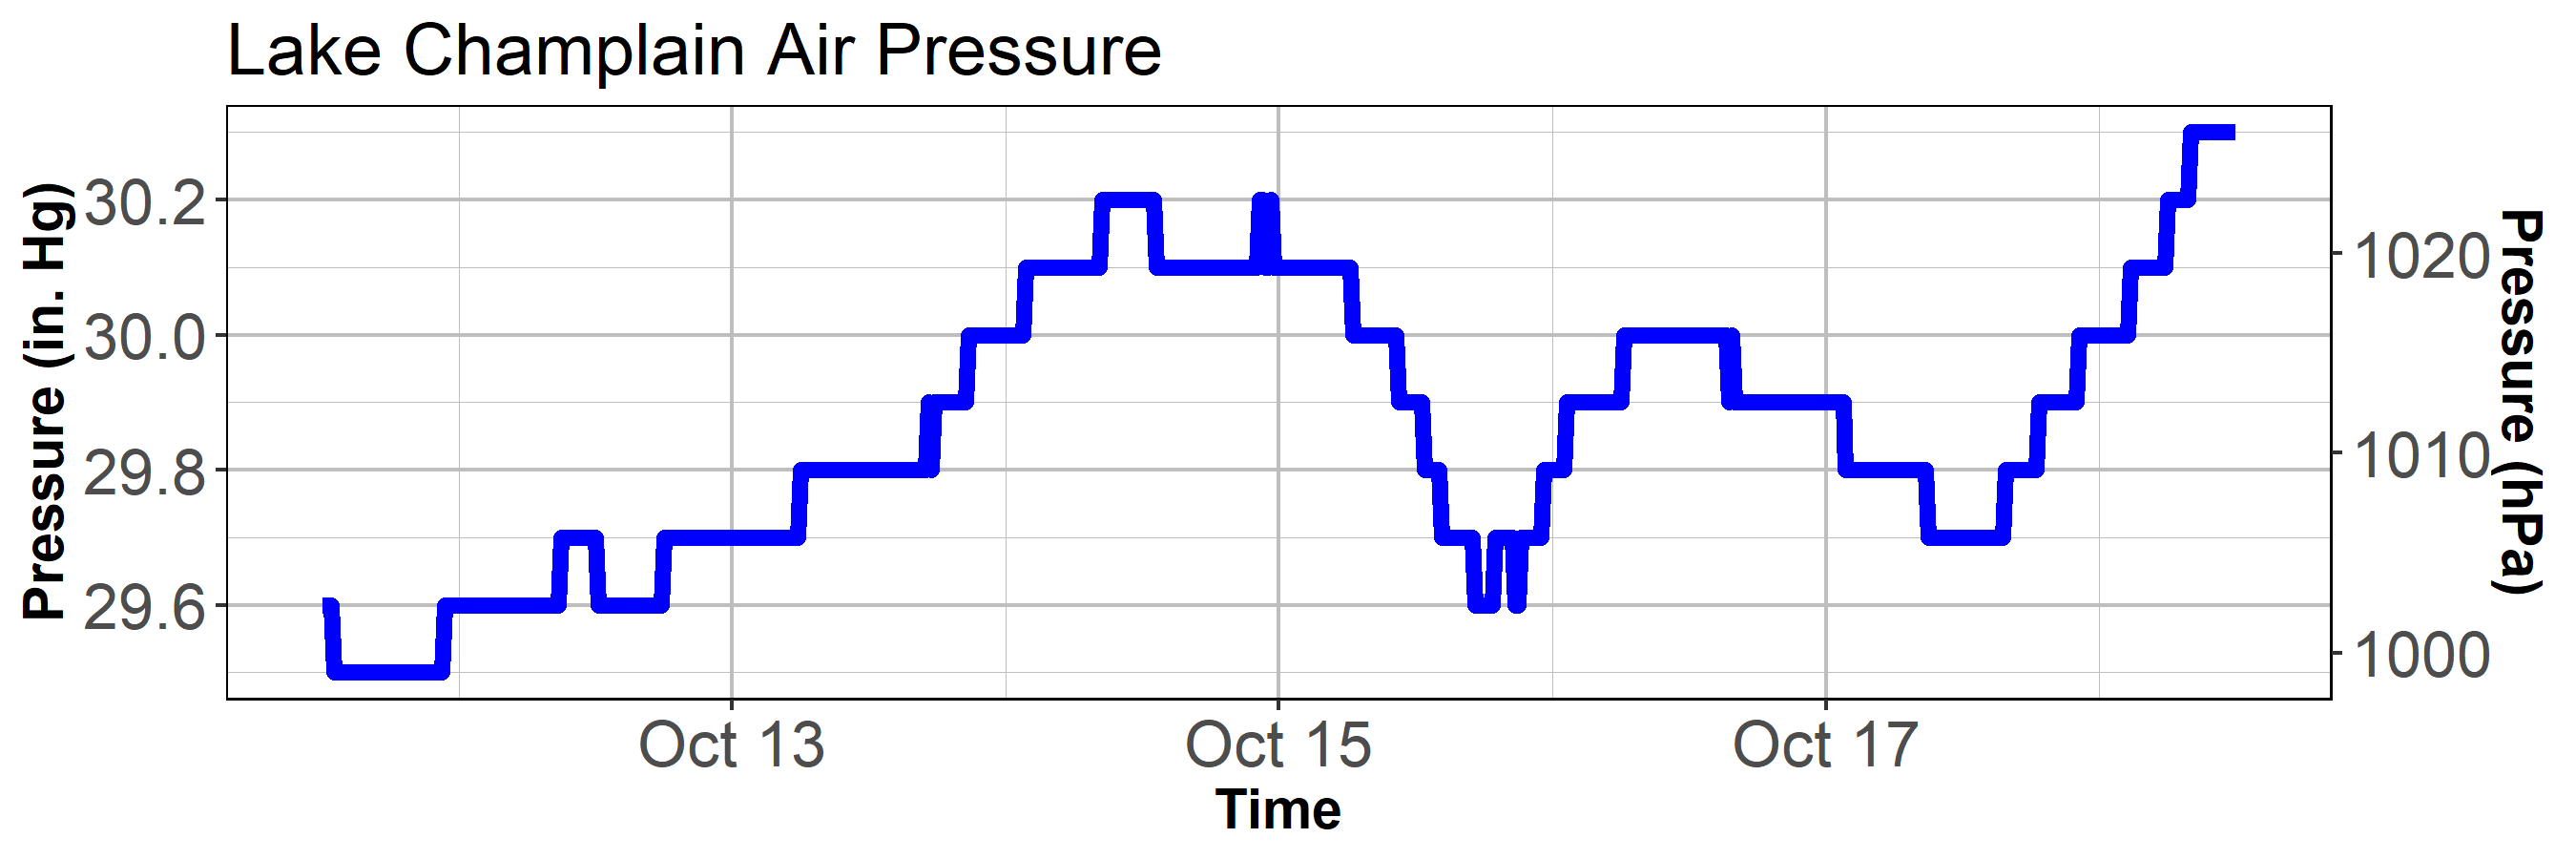 Lake Champlain Air Pressure
Pressure (in. Hg)
30.2
30.0
29.8
29.6
1020
1010
1000
Pressure (hPa)
Oct 13 Oct 15 Oct 17
Time